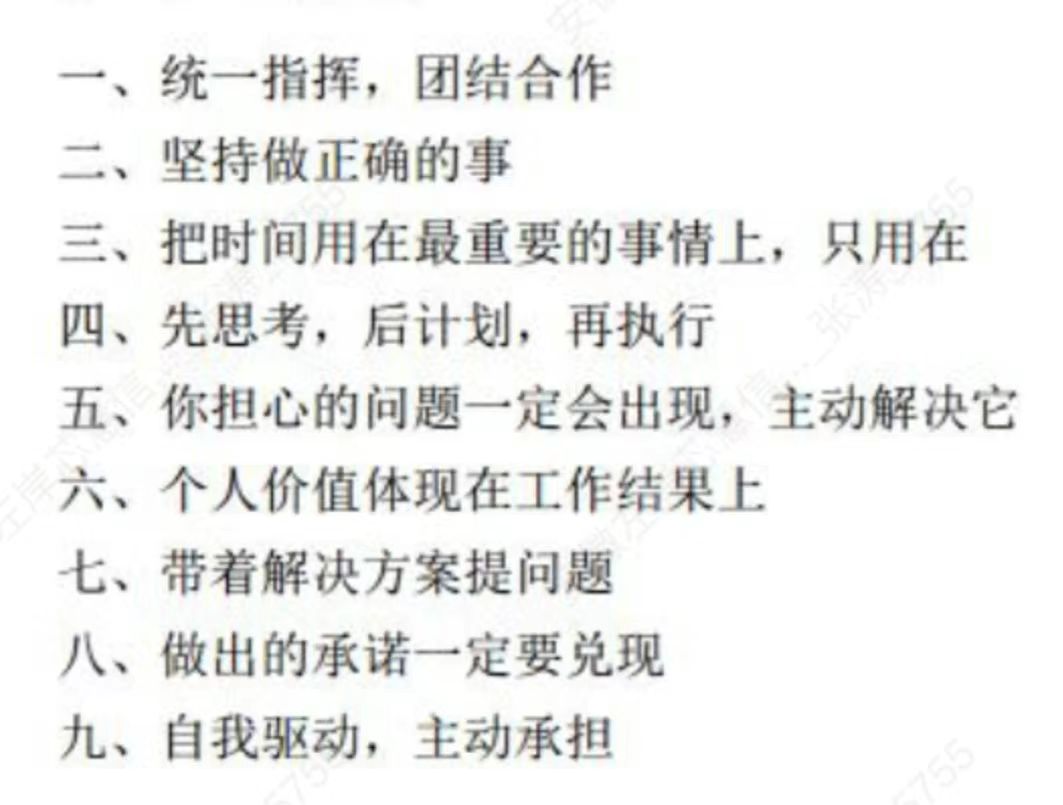 一、统一指挥，团结合作
二、坚持做正确的事
三、把时间用在最重要的事情上，只用在
四、先思考，后计划，再执行
五、你担心的问题一定会出现，主动解决它
六、个人价值体现在工作结果上
七、带着解决方案提问题
八、做出的承诺一定要兑现
九、自我驱动，主动承担